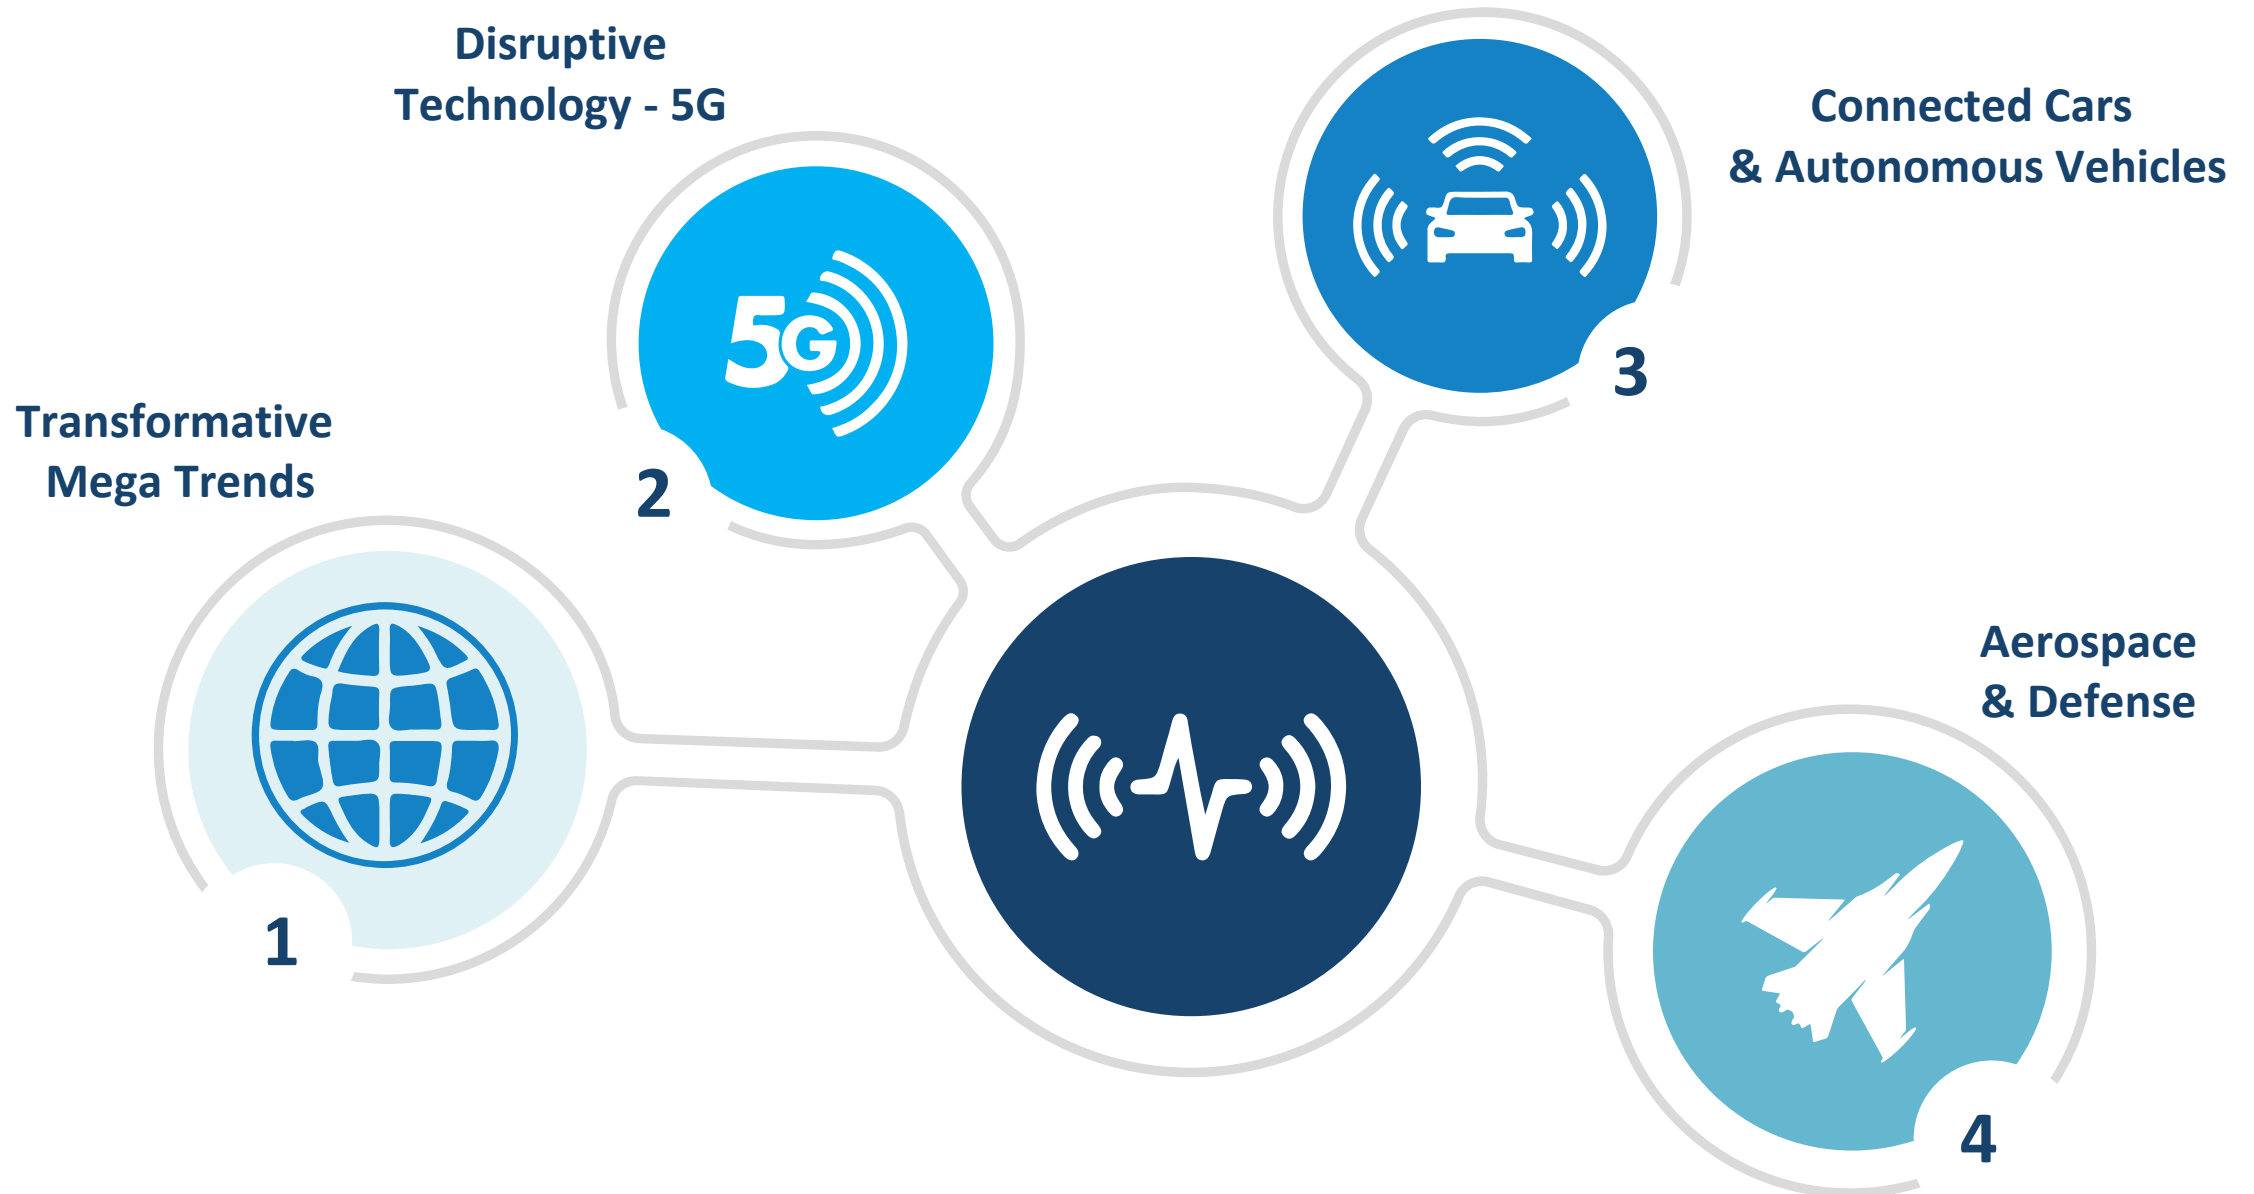 Transformative
Mega Trends
1
Disruptive
Technology - 5G
5G
2
Connected Cars
& Autonomous Vehicles
3
Aerospace
& Defense
4